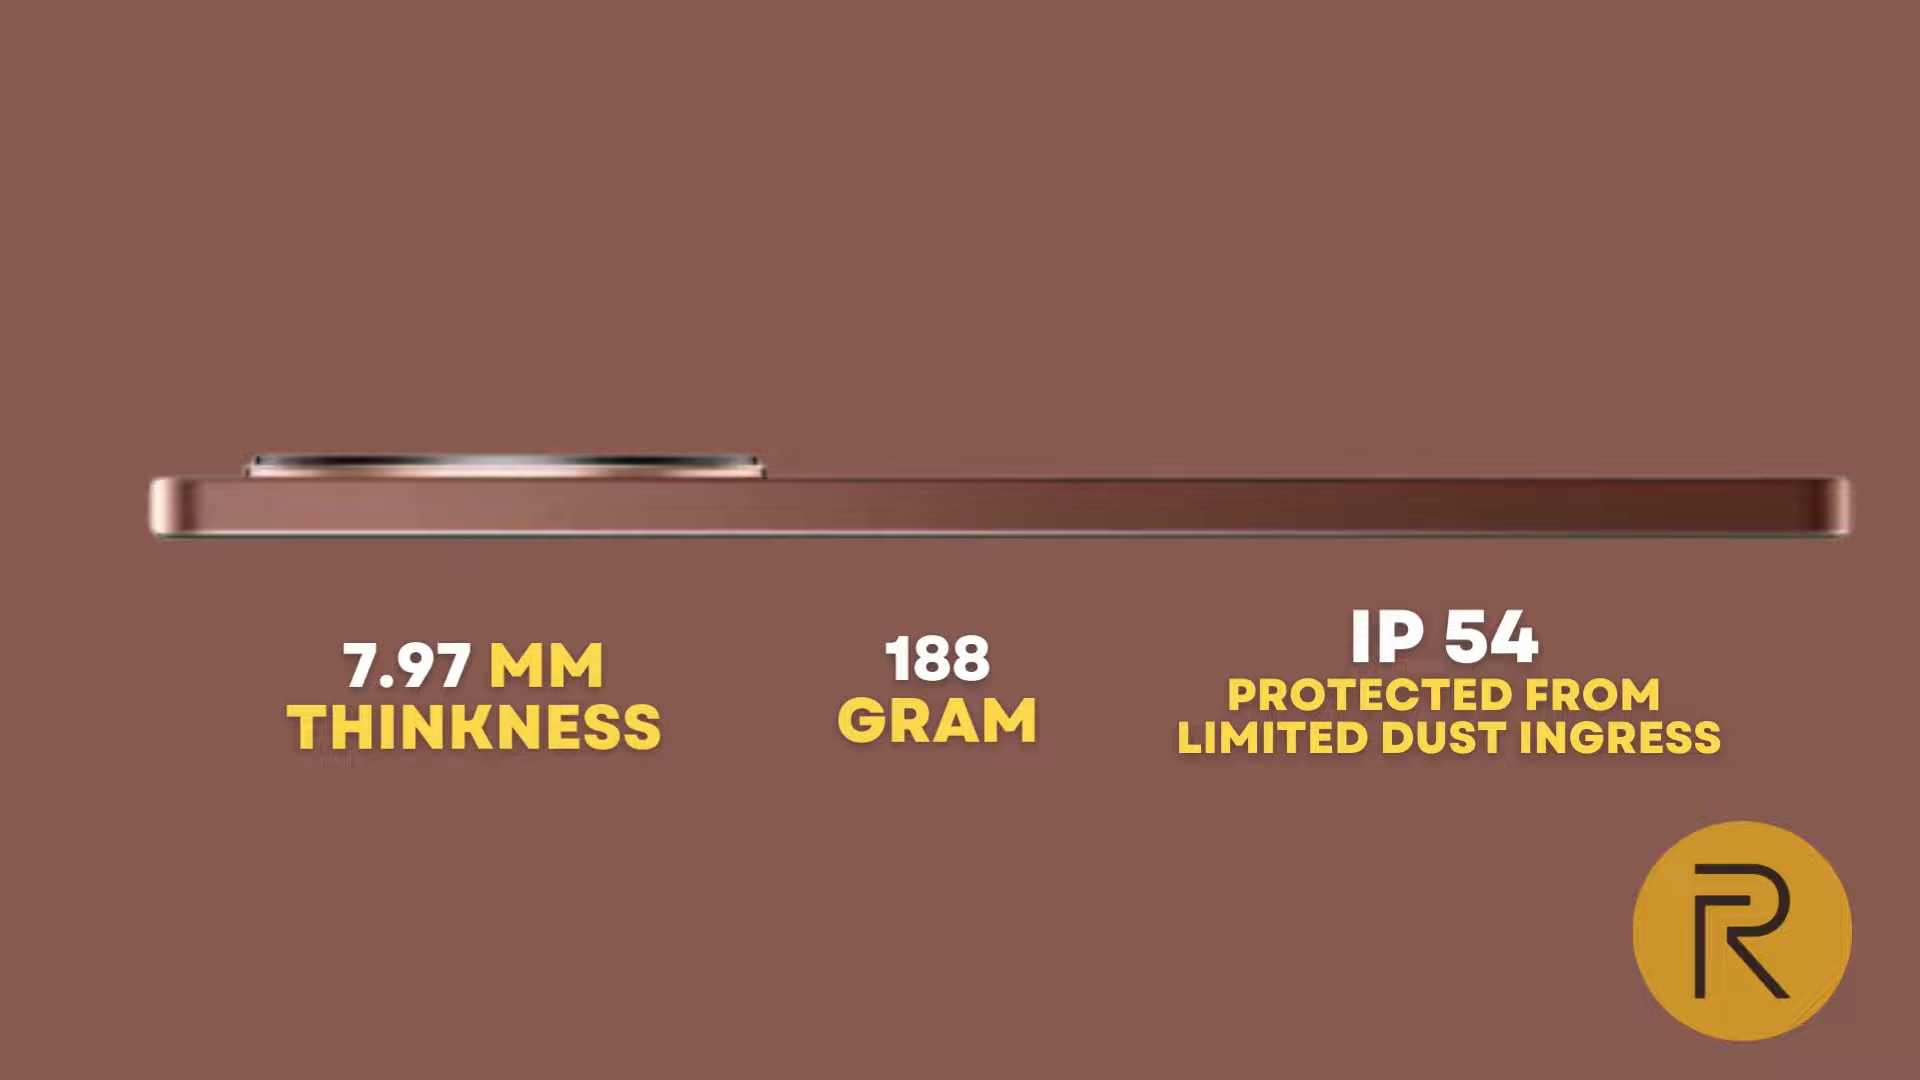 7.97 MM
THINKNESS
188
GRAM
IP 54
PROTECTED FROM
LIMITED DUST INGRESS
R